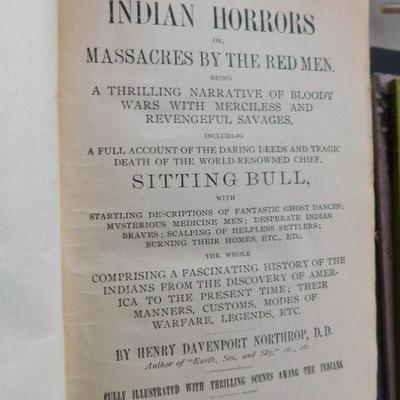 INDIAN HORRORS
OR,
MASSACRES BY THE RED MEN.
BEING
A THRILLING NARRATIVE OF BLOODY
WARS WITH MERCILESS AND
REVENGEFUL SAVAGES,
INCLUDING
A FULL ACCOUNT OF THE DARING DEEDS AND TRAGIC
DEATH OF THE WORLD-RENOWNED CHIEF,
SITTING BULL,
WITH
STARTLING DESCRIPTIONS OF FANTASTIC GHOST DANCES;
MYSTERIOUS MEDICINE MEN; DESPERATE INDIAN
BRAVES; SCALPING OF HELPLESS SETTLERS;
BURNING THEIR HOMES, ETC., ETC.
THE WHOLE
COMPRISING A FASCINATING HISTORY OF THE
INDIANS FROM THE DISCOVERY OF AMER-
ICA TO THE PRESENT TIME; THEIR
MANNERS, CUSTOMS, MODES OF
WARFARE, LEGENDS, ETC.
BY HENRY DAVENPORT NORTHROP, D.D.
Author of "Earth, Sea, and Sky," etc., etc.
FULLY ILLUSTRATED WITH THRILLING SCENES AMONG THE INDIANS